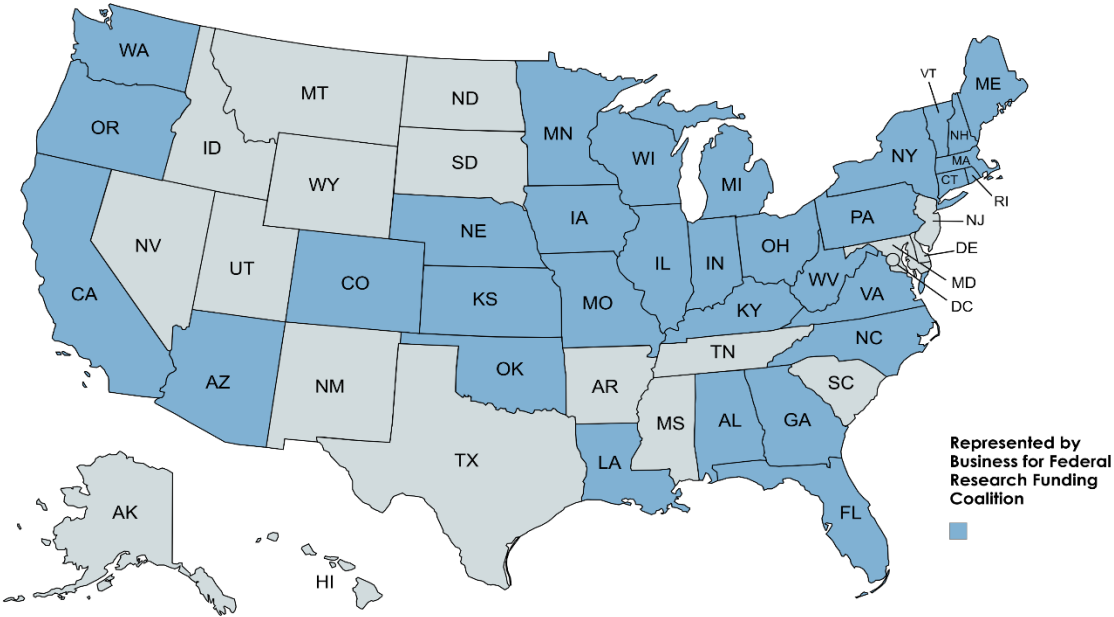 WA
OR
CA
ID
NV
MT
WY
UT
AZ
CO
NM
ND
SD
NE
KS
OK
TX
MN
IA
MO
AR
LA
WI
IL
MI
IN
OH
KY
TN
MS
AL
GA
FL
SC
NC
VA
WV
PA
NY
VT
NH
ME
MA
CT
RI
NJ
DE
MD
DC
AK
HI
Represented by
Business for Federal
Research Funding
Coalition